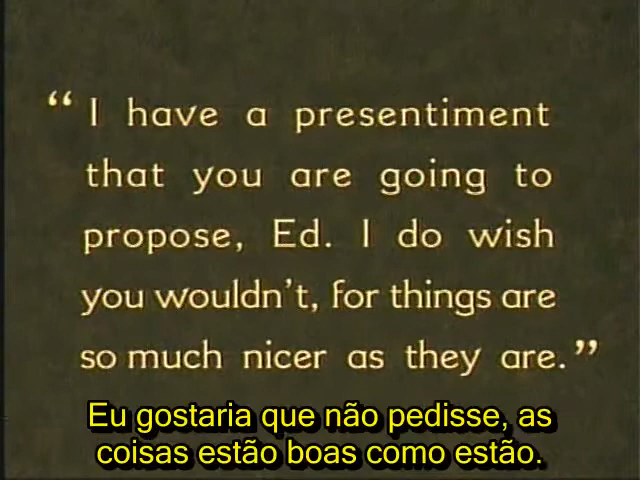 “I have a presentiment
that you are going to
propose, Ed. I do wish
you wouldn't, for things are
so much nicer as they are.”
Eu gostaria que não pedisse, as
coisas estão boas como estão.